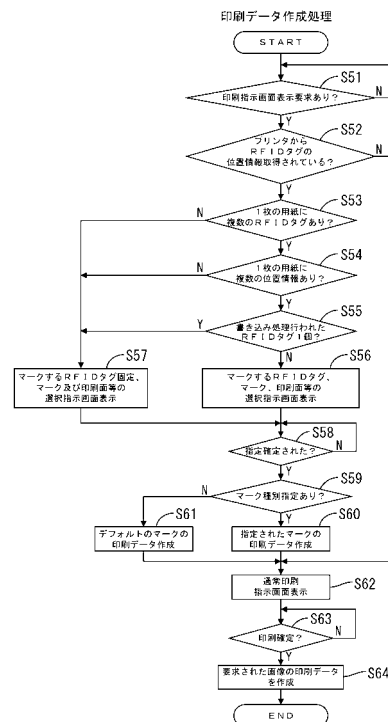 印刷データ作成処理
START
S51
印刷指示画面表示要求あり？
N
Y
S52
プリンタから
RFIDタグの
位置情報取得されている？
N
Y
S53
1枚の用紙に
複数のRFIDタグあり？
N
Y
S54
1枚の用紙に
複数の位置情報あり？
N
Y
S55
書き込み処理行われた
RFIDタグ1個？
Y
N
S57
マークするRFIDタグ固定、
マーク及び印刷面等の
選択指示画面表示
S56
マークするRFIDタグ、
マーク、印刷面等の
選択指示画面表示
S58
指定確定された？
N
Y
S59
マーク種別指定あり？
N
Y
S61
デフォルトのマークの
印刷データ作成
S60
指定されたマークの
印刷データ作成
S62
通常印刷
指示画面表示
S63
印刷確定？
N
Y
S64
要求された画像の印刷データ
を作成
END